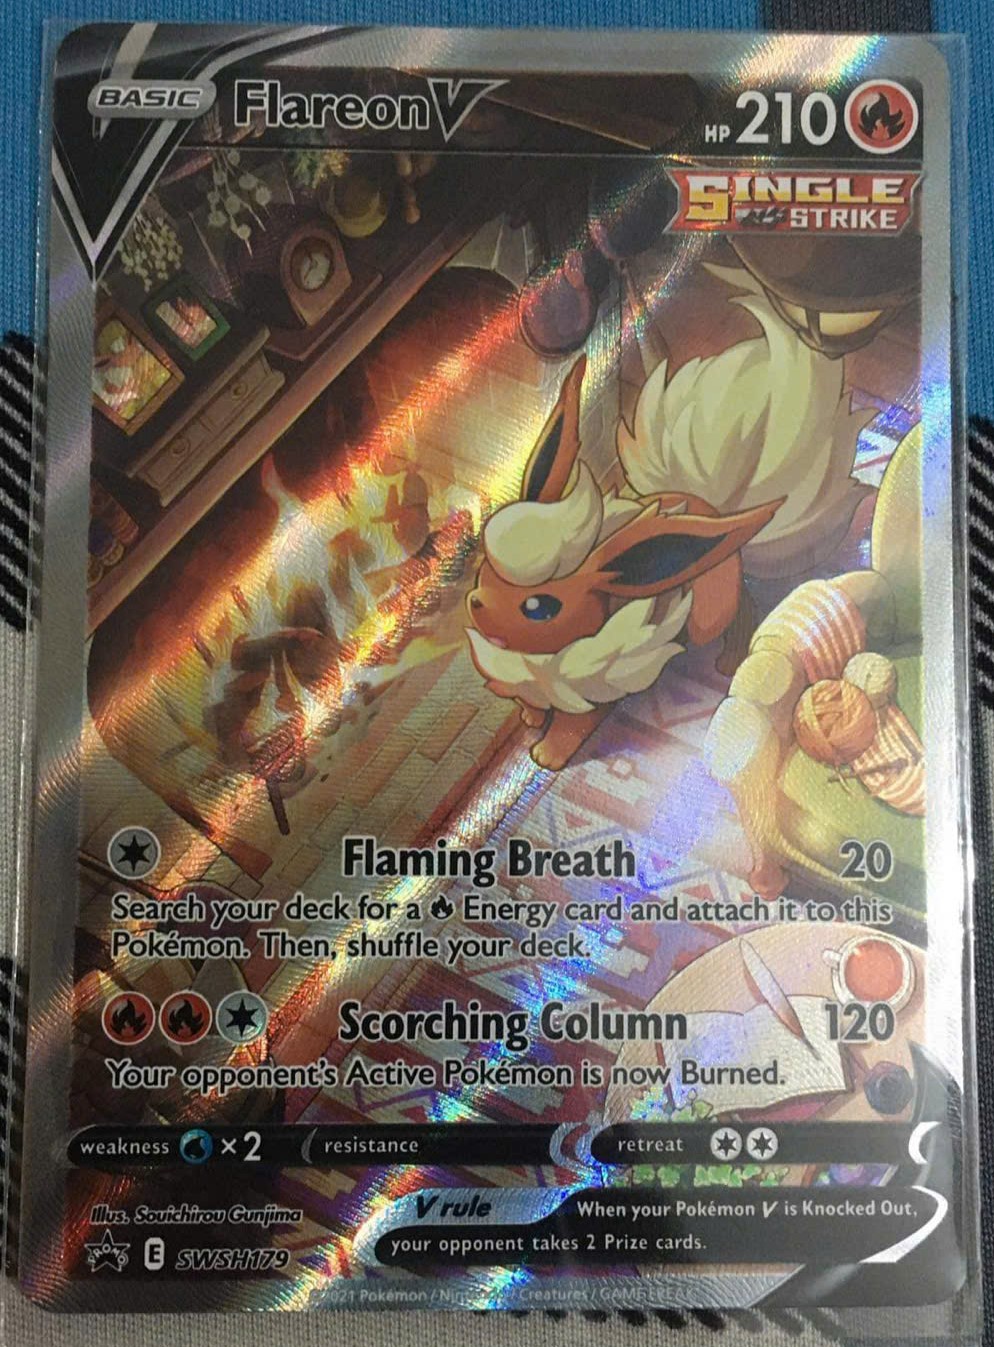 BASIC Flareon V HP 210
SINGLE
STRIKE
Flaming Breath 20
Search your deck for a Energy card and attach it to this
Pokémon. Then, shuffle your deck.
Scorching Column 120
Your opponent's Active Pokémon is now Burned.
weakness ×2 resistance retreat
Illus. Souichirou Gunjima
V rule When your Pokémon V is Knocked Out,
your opponent takes 2 Prize cards.
PROMO E SWSH179
2021 Pokémon / Nintendo / Creatures / GAME FREAK